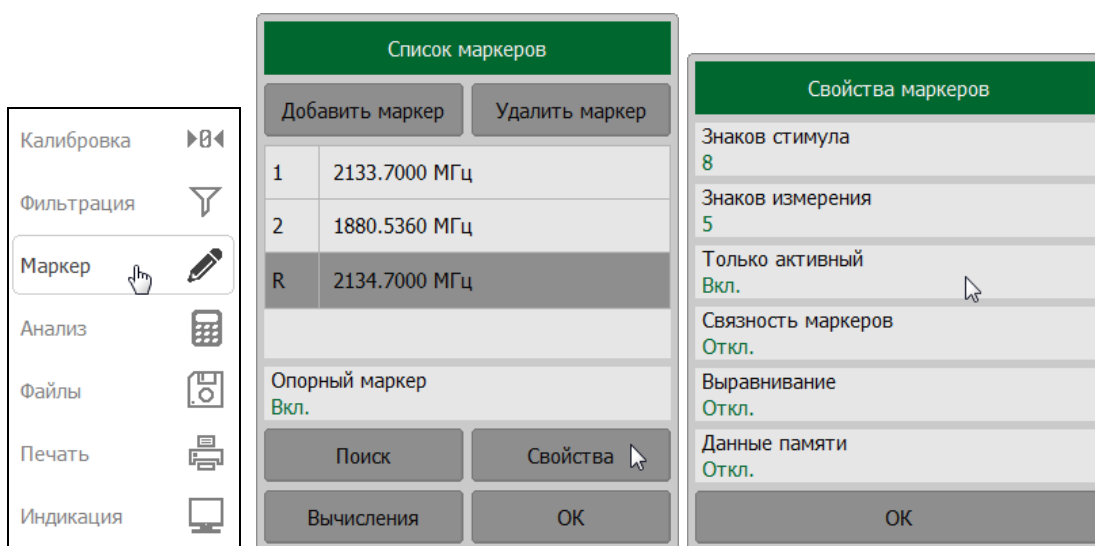 Калибровка
Фильтрация
Маркер
Анализ
Файлы
Печать
Индикация
Список маркеров
Добавить маркер
Удалить маркер
1 2133.7000 МГц
2 1880.5360 МГц
R 2134.7000 МГц
Опорный маркер
Вкл.
Поиск
Свойства
Вычисления
ОК
Свойства маркеров
Знаков стимула
8
Знаков измерения
5
Только активный
Вкл.
Связность маркеров
Откл.
Выравнивание
Откл.
Данные памяти
Откл.
ОК